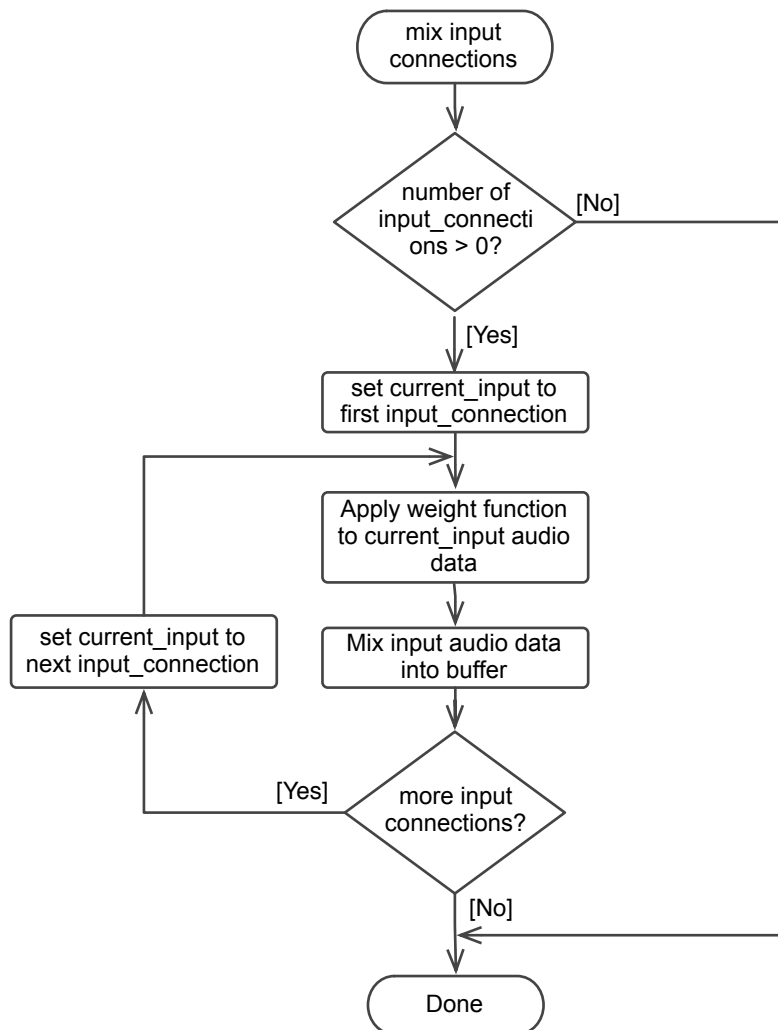 mix input
connections
number of
input_connecti
ons > 0?
[No]
[Yes]
set current_input to
first input_connection
Apply weight function
to current_input audio
data
set current_input to
next input_connection
Mix input audio data
into buffer
[Yes]
more input
connections?
[No]
Done